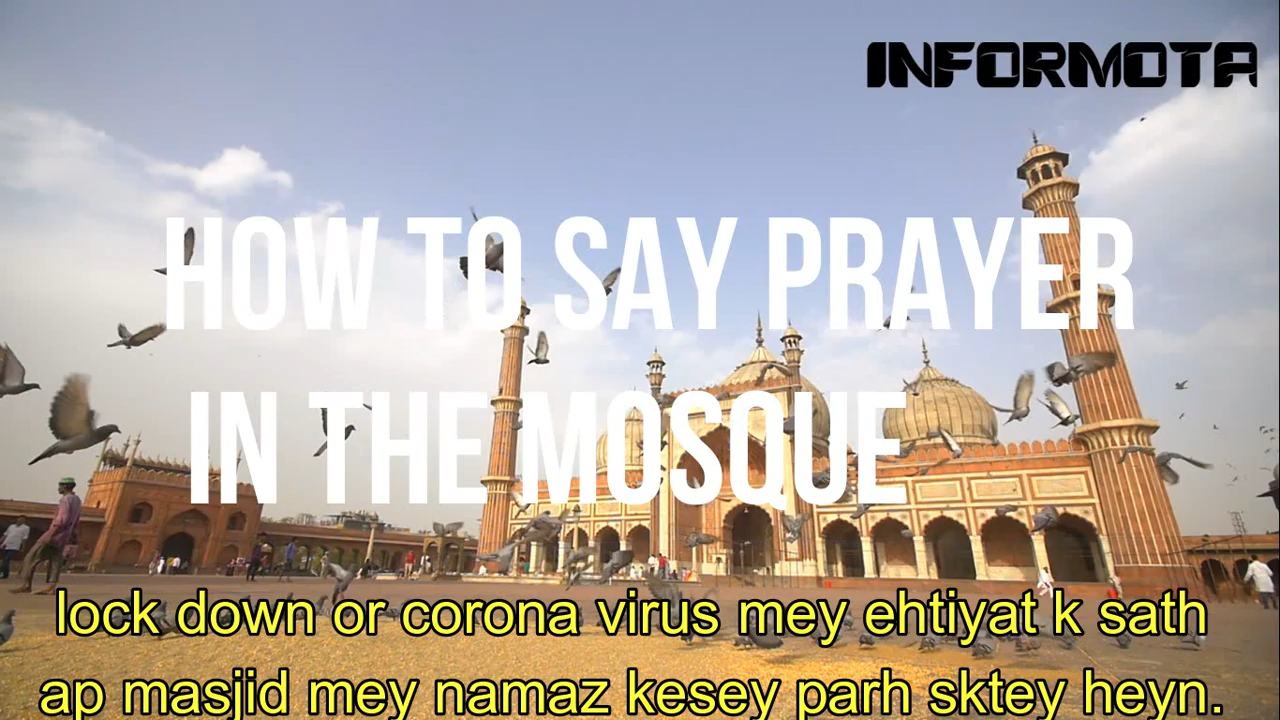 INFORMOTA
HOW TO SAY PRAYER
IN THE MOSQUE
lock down or corona virus mey ehtiyat k sath
ap masjid mey namaz kesey parh sktey heyn.